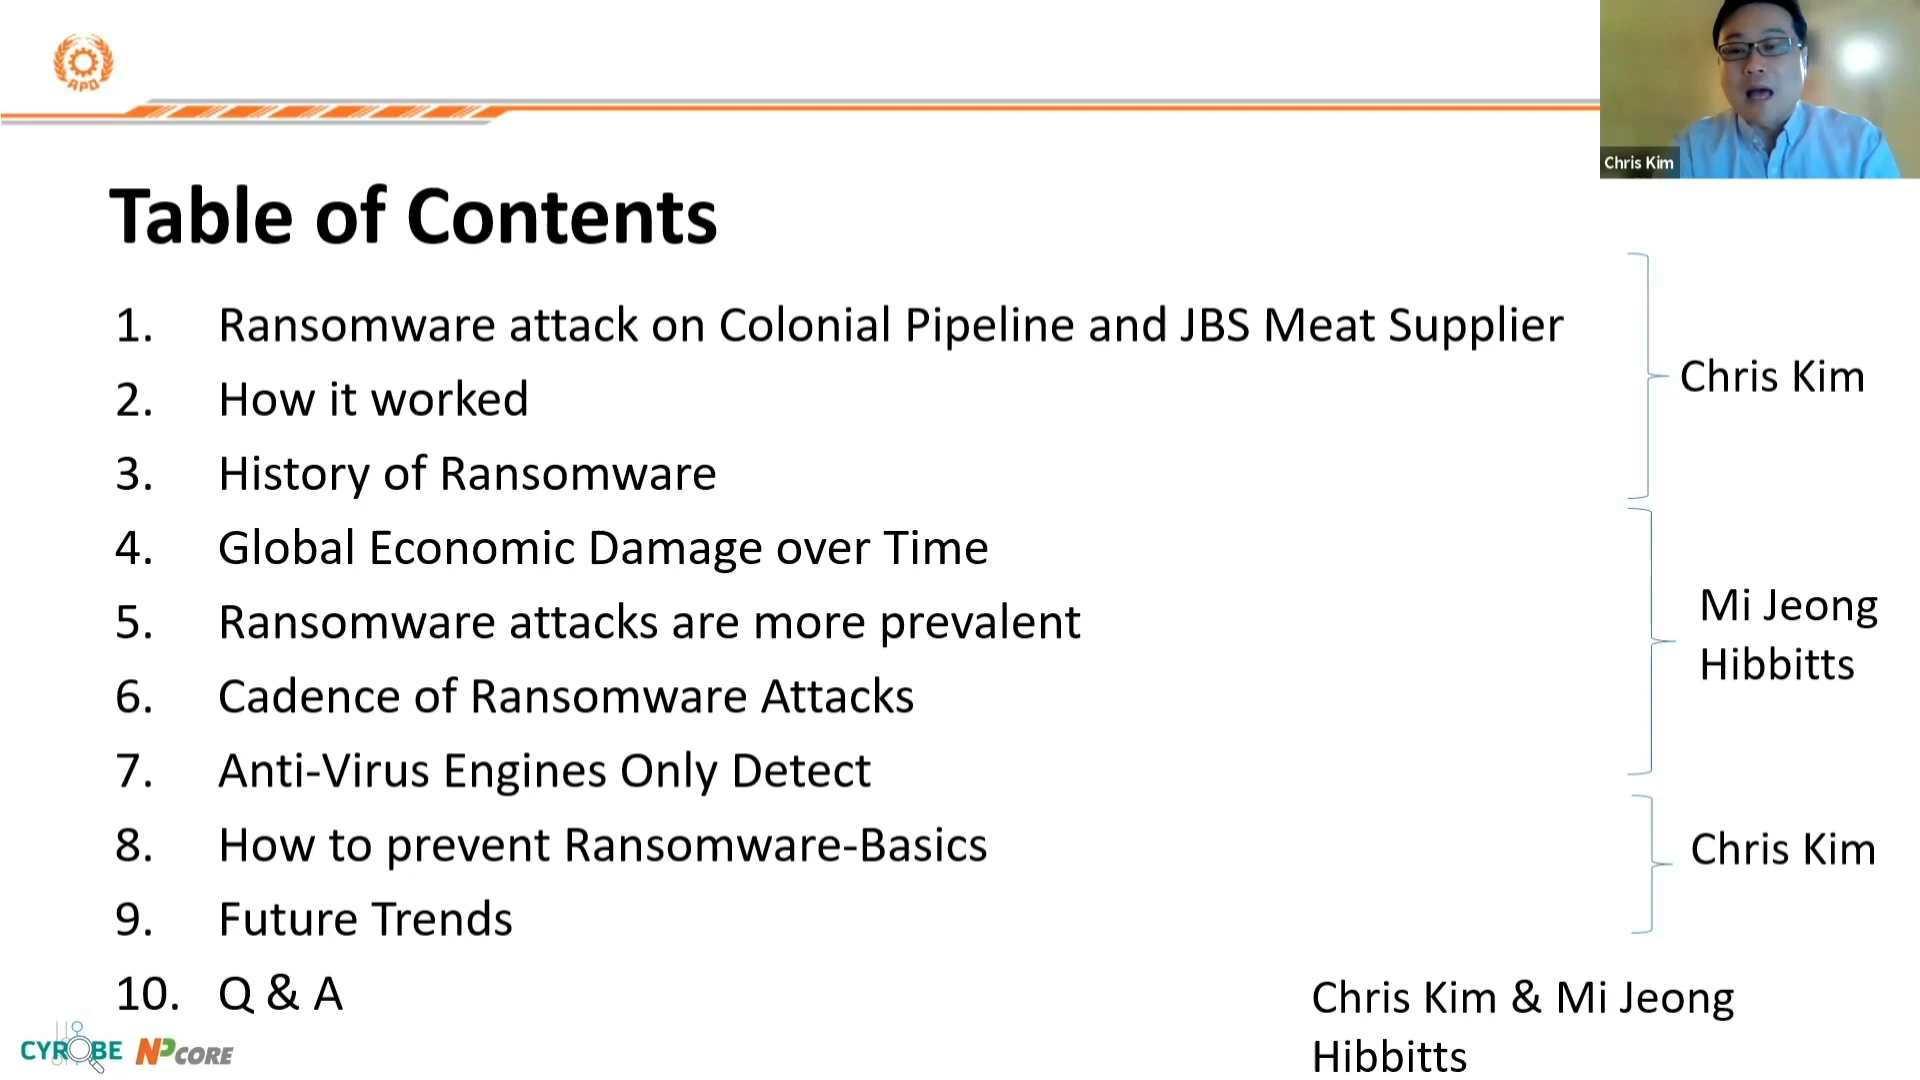 APO
Chris Kim
Table of Contents
1. Ransomware attack on Colonial Pipeline and JBS Meat Supplier
2. How it worked
3. History of Ransomware
Chris Kim
4. Global Economic Damage over Time
5. Ransomware attacks are more prevalent
6. Cadence of Ransomware Attacks
7. Anti-Virus Engines Only Detect
Mi Jeong
Hibbitts
8. How to prevent Ransomware-Basics
9. Future Trends
Chris Kim
10. Q & A
Chris Kim & Mi Jeong
Hibbitts
CYROBE
NPCORE